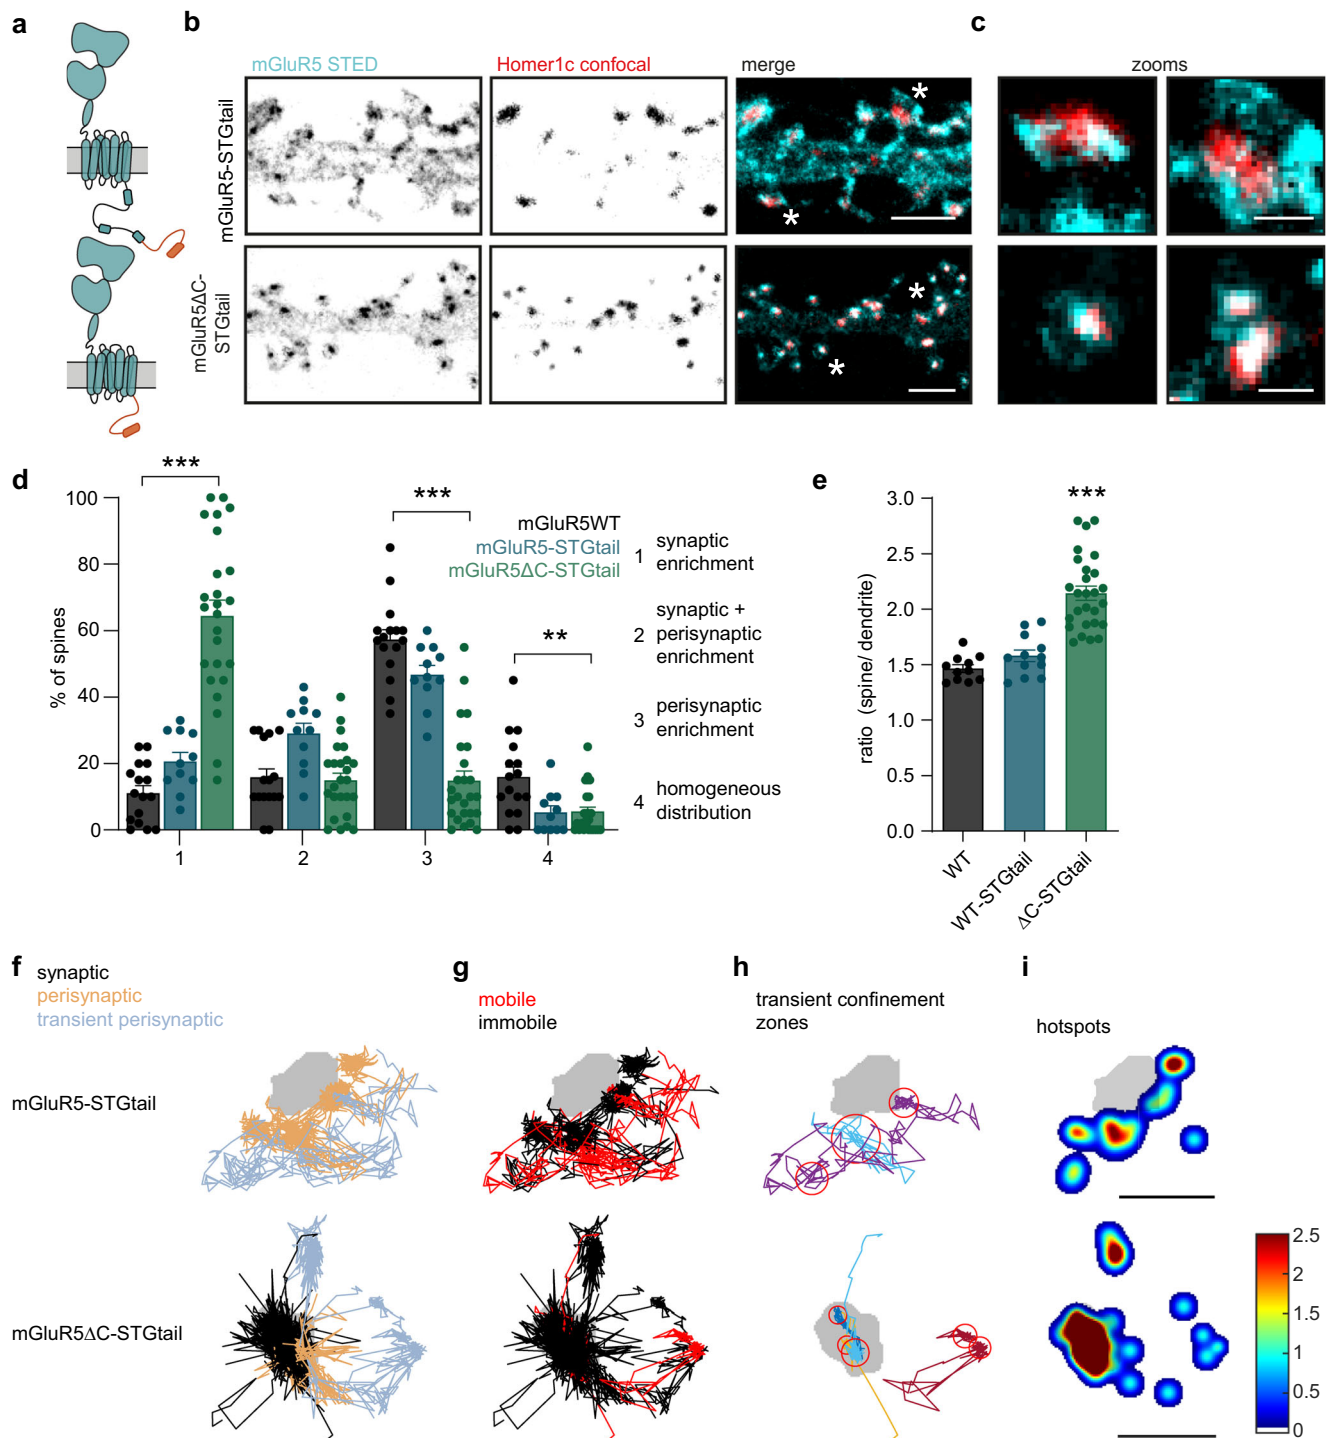 a
b
c
mGluR5 STED
Homer1c confocal
merge
zooms
mGluR5-STGtail
*
*
mGluR5ΔC-
STGtail
*
*
d
e
100
80
60
40
20
0
% of spines
***
***
**
1
2
3
4
mGluR5WT
mGluR5-STGtail
mGluR5ΔC-STGtail
1 synaptic
enrichment
2 synaptic +
perisynaptic
enrichment
3 perisynaptic
enrichment
4 homogeneous
distribution
3.0
2.5
2.0
1.5
1.0
0.5
0.0
ratio (spine/ dendrite)
***
WT
WT-STGtail
ΔC-STGtail
f
synaptic
perisynaptic
transient perisynaptic
g
mobile
immobile
h
transient confinement
zones
i
hotspots
mGluR5-STGtail
mGluR5ΔC-STGtail
2.5
2
1.5
1
0.5
0